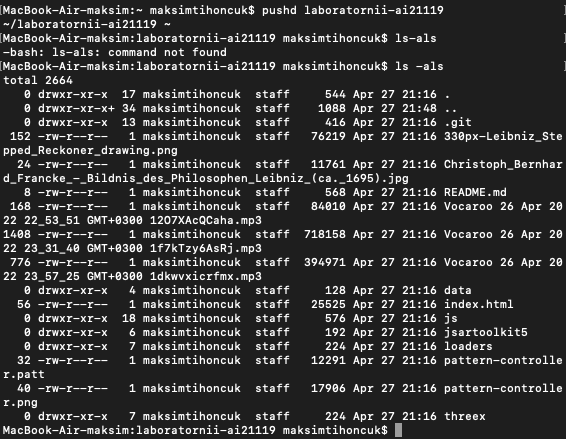 [MacBook-Air-maksim:~ maksimtihoncuk$ pushd laboratornii-ai21119
~/laboratornii-ai21119 ~
[MacBook-Air-maksim:laboratornii-ai21119 maksimtihoncuk$ ls-als
-bash: ls-als: command not found
[MacBook-Air-maksim:laboratornii-ai21119 maksimtihoncuk$ ls -als
total 2664
0 drwxr-xr-x 17 maksimtihoncuk staff 544 Apr 27 21:16 .
0 drwxr-xr-x+ 34 maksimtihoncuk staff 1088 Apr 27 21:48 ..
0 drwxr-xr-x 13 maksimtihoncuk staff 416 Apr 27 21:16 .git
152 -rw-r--r-- 1 maksimtihoncuk staff 76219 Apr 27 21:16 330px-Leibniz_Ste
pped_Reckoner_drawing.png
24 -rw-r--r-- 1 maksimtihoncuk staff 11761 Apr 27 21:16 Christoph_Bernhar
d_Francke_-_Bildnis_des_Philosophen_Leibniz_(ca._1695).jpg
8 -rw-r--r-- 1 maksimtihoncuk staff 568 Apr 27 21:16 README.md
168 -rw-r--r-- 1 maksimtihoncuk staff 84010 Apr 27 21:16 Vocaroo 26 Apr 20
22 22_53_51 GMT+0300 12O7XAcQCaha.mp3
1408 -rw-r--r-- 1 maksimtihoncuk staff 718158 Apr 27 21:16 Vocaroo 26 Apr 20
22 23_31_40 GMT+0300 1f7kTzy6AsRj.mp3
776 -rw-r--r-- 1 maksimtihoncuk staff 394971 Apr 27 21:16 Vocaroo 26 Apr 20
22 23_57_25 GMT+0300 1dkwvxicrfmx.mp3
0 drwxr-xr-x 4 maksimtihoncuk staff 128 Apr 27 21:16 data
56 -rw-r--r-- 1 maksimtihoncuk staff 25525 Apr 27 21:16 index.html
0 drwxr-xr-x 18 maksimtihoncuk staff 576 Apr 27 21:16 js
0 drwxr-xr-x 6 maksimtihoncuk staff 192 Apr 27 21:16 jsartoolkit5
0 drwxr-xr-x 7 maksimtihoncuk staff 224 Apr 27 21:16 loaders
32 -rw-r--r-- 1 maksimtihoncuk staff 12291 Apr 27 21:16 pattern-controlle
r.patt
40 -rw-r--r-- 1 maksimtihoncuk staff 17906 Apr 27 21:16 pattern-controlle
r.png
0 drwxr-xr-x 7 maksimtihoncuk staff 224 Apr 27 21:16 threex
MacBook-Air-maksim:laboratornii-ai21119 maksimtihoncuk$